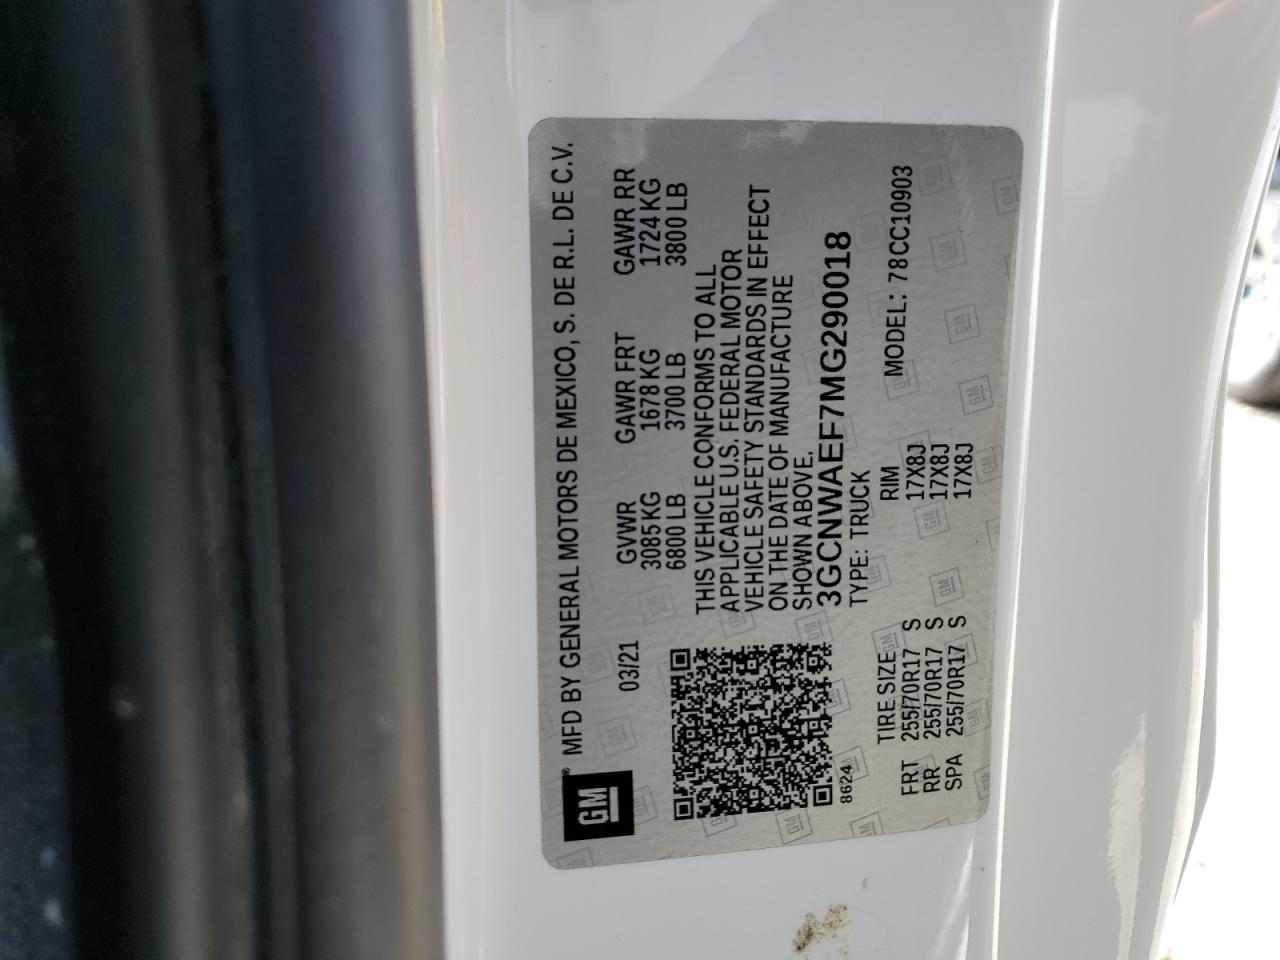 GM
MFD BY GENERAL MOTORS DE MEXICO, S. DE R.L. DE C.V.
03/21
GVWR GAWR FRT GAWR RR
3085 KG 1678 KG 1724 KG
6800 LB 3700 LB 3800 LB
THIS VEHICLE CONFORMS TO ALL
APPLICABLE U.S. FEDERAL MOTOR
VEHICLE SAFETY STANDARDS IN EFFECT
ON THE DATE OF MANUFACTURE
SHOWN ABOVE.
3GCNWAEF7MG290018
8624
TYPE: TRUCK
MODEL: 78CC10903
TIRE SIZE RIM
FRT 255/70R17 S 17X8J
RR 255/70R17 S 17X8J
SPA 255/70R17 S 17X8J